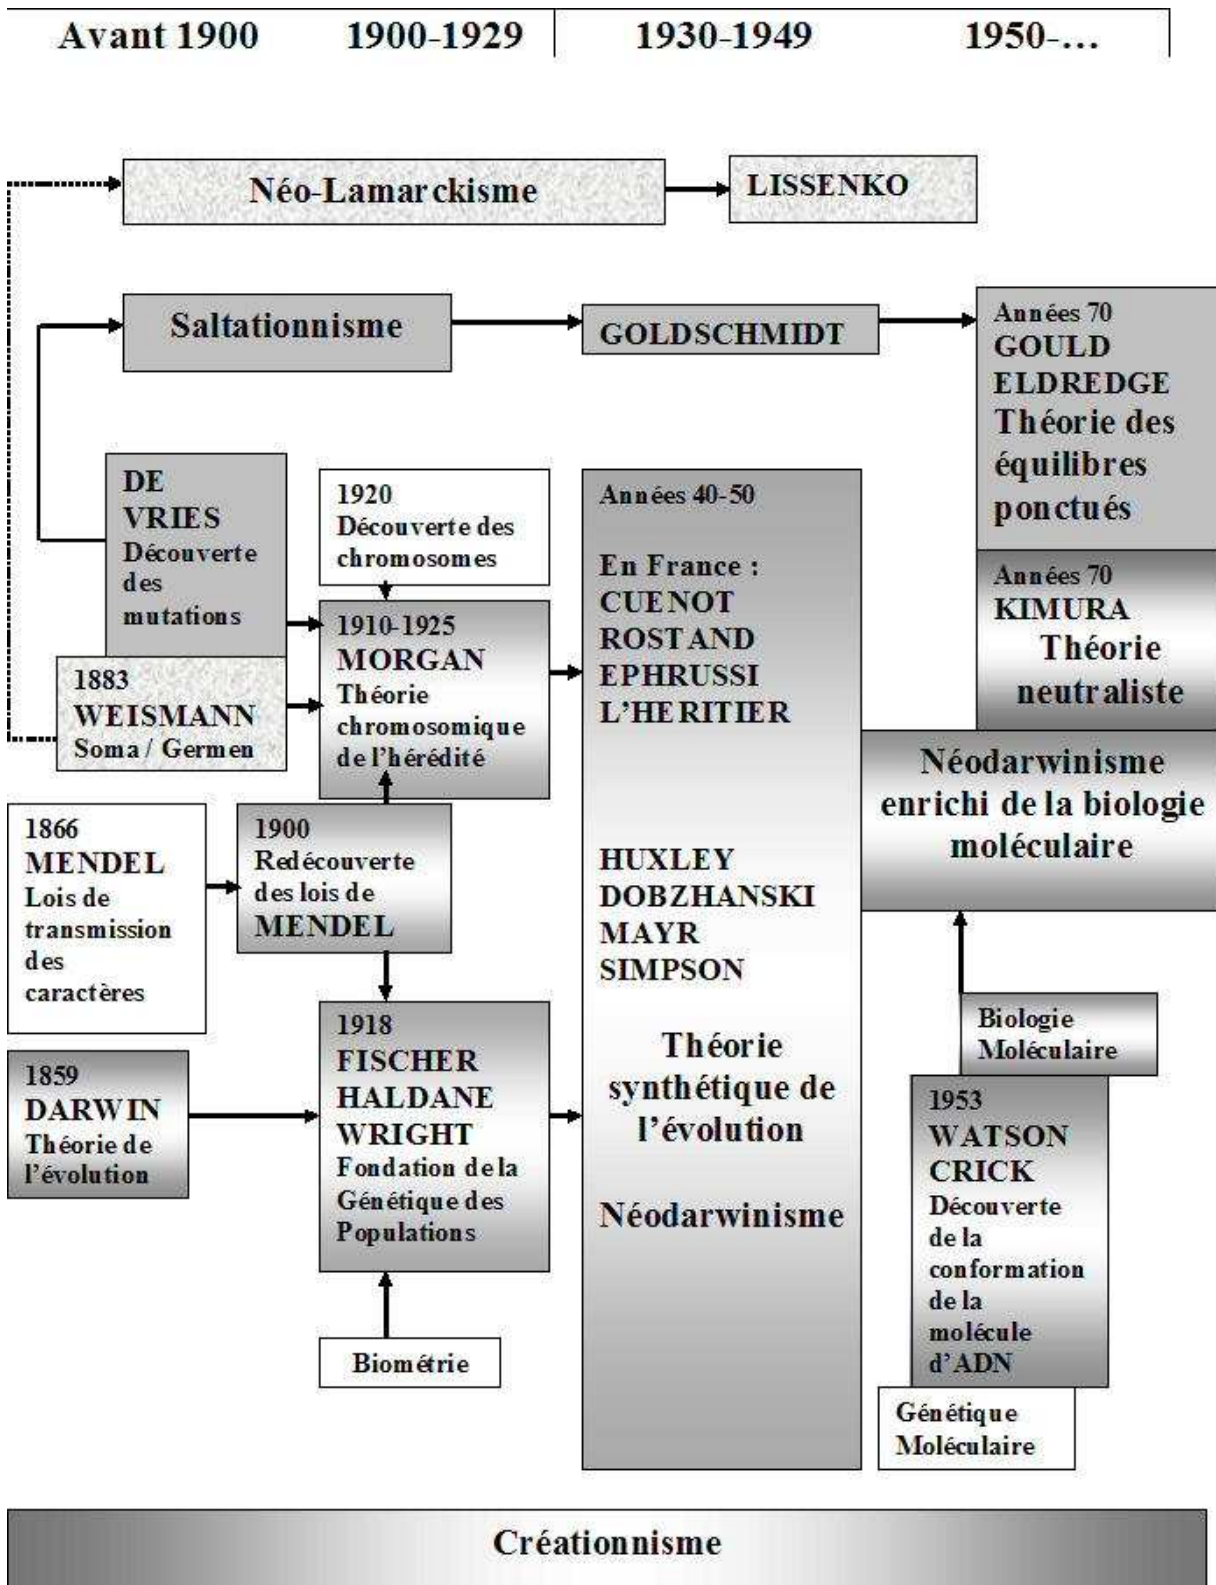 Avant 1900 1900-1929 1930-1949 1950-…
Néo-Lamarckisme
LISSENKO
Saltationnisme
GOLDSCHMIDT
Années 70
GOULD
ELDREDGE
Théorie des
équilibres
ponctués
DE
VRIES
Découverte
des
mutations
1920
Découverte des
chromosomes
Années 40-50
En France :
CUENOT
ROSTAND
EPHRUSSI
L'HERITIER
HUXLEY
DOBZHANSKI
MAYR
SIMPSON
Théorie
synthétique de
l'évolution
Néodarwinisme
Années 70
KIMURA
Théorie
neutraliste
1910-1925
MORGAN
Théorie
chromosomique
de l'hérédité
1883
WEISMANN
Soma / Germen
Néodarwinisme
enrichi de la biologie
moléculaire
1866
MENDEL
Lois de
transmission
des
caractères
1900
Redécouverte
des lois de
MENDEL
1859
DARWIN
Théorie de
l'évolution
1918
FISCHER
HALDANE
WRIGHT
Fondation de la
Génétique des
Populations
Biométrie
Biologie
Moléculaire
1953
WATSON
CRICK
Découverte
de la
conformation
de la
molécule
d'ADN
Génétique
Moléculaire
Créationnisme